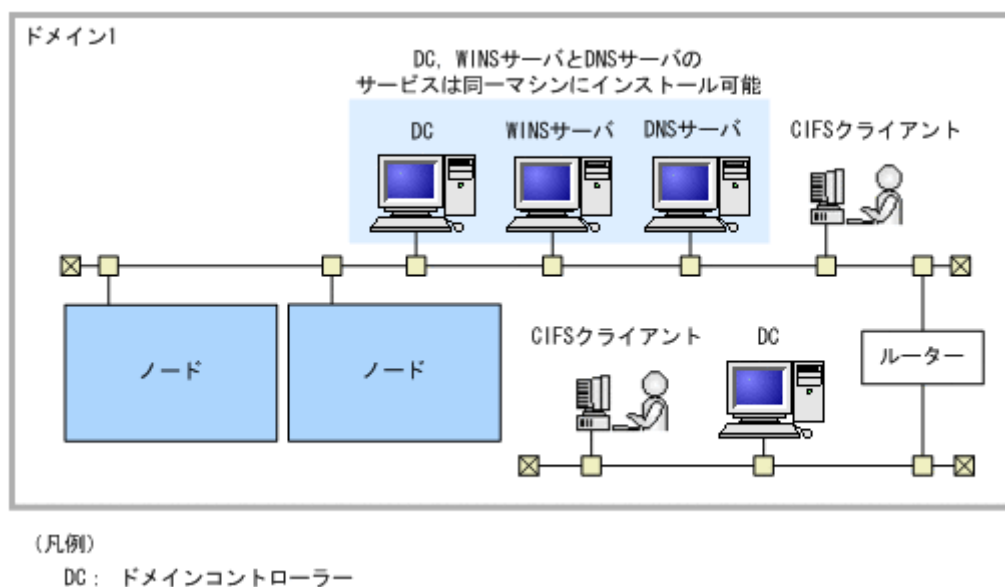 ドメイン1
DC, WINSサーバとDNSサーバの
サービスは同一マシンにインストール可能
DC
WINSサーバ
DNSサーバ
CIFSクライアント
ノード
ノード
CIFSクライアント
DC
ルーター
(凡例)
DC: ドメインコントローラー